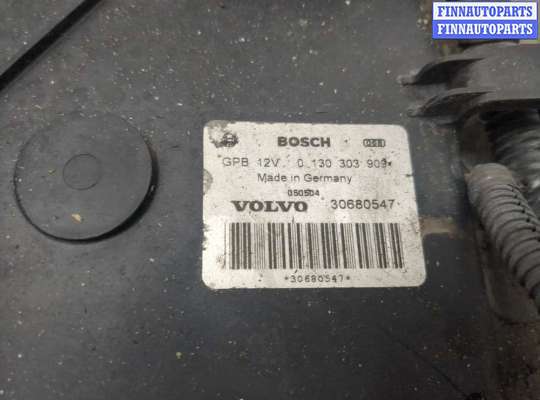 FINNAUTOPARTS
FINNAUTOPARTS
BOSCH
GPB 12V. 0 130 303 909*
Made in Germany
050504
VOLVO 30680547
*30680547*